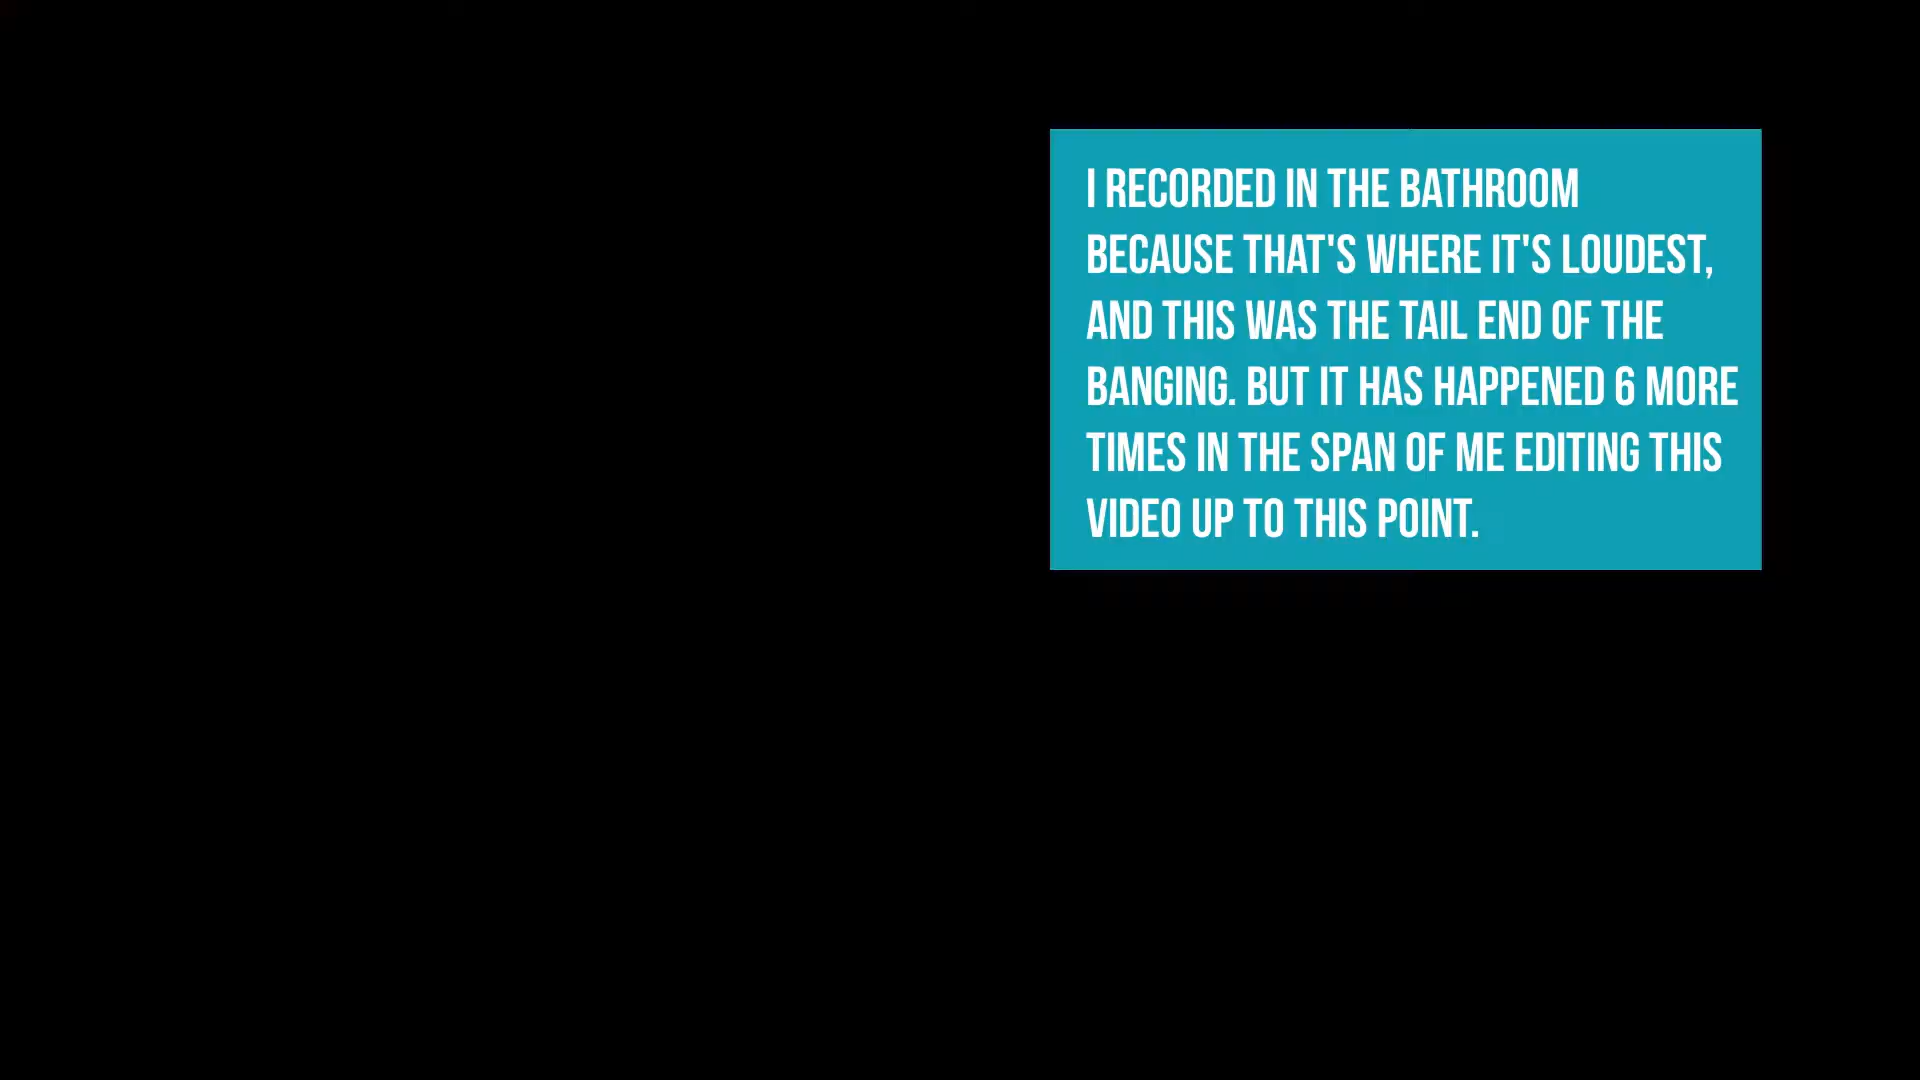 I RECORDED IN THE BATHROOM
BECAUSE THAT'S WHERE IT'S LOUDEST,
AND THIS WAS THE TAIL END OF THE
BANGING. BUT IT HAS HAPPENED 6 MORE
TIMES IN THE SPAN OF ME EDITING THIS
VIDEO UP TO THIS POINT.